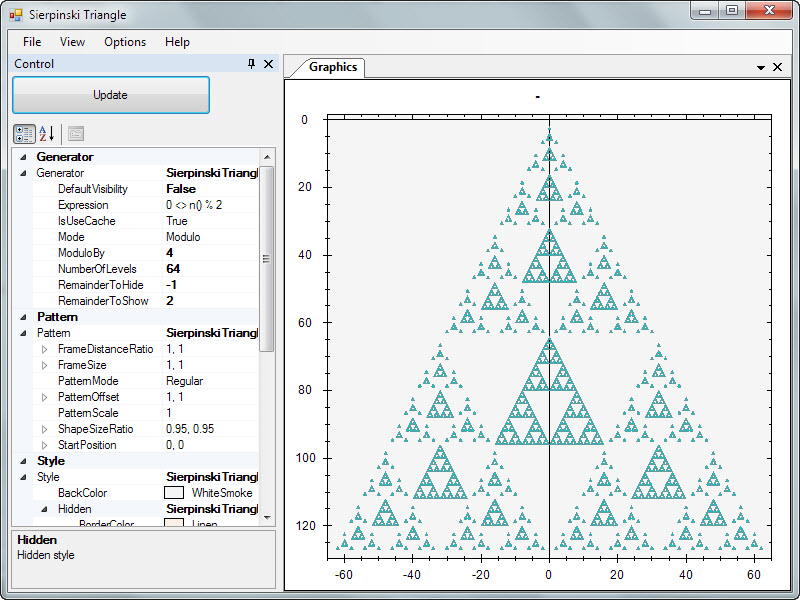 Sierpinski Triangle
File View Options Help
Control
Update
Generator
Generator SierpinskiTriangl
DefaultVisibility False
Expression 0 <> n() % 2
IsUseCache True
Mode Modulo
ModuloBy 4
NumberOfLevels 64
RemainderToHide -1
RemainderToShow 2
Pattern
Pattern SierpinskiTriangl
FrameDistanceRatio 1, 1
FrameSize 1, 1
PatternMode Regular
PatternOffset 1, 1
PatternScale 1
ShapeSizeRatio 0.95, 0.95
StartPosition 0, 0
Style
Style SierpinskiTriangl
BackColor WhiteSmoke
Hidden SierpinskiTriangl
BorderColor Linen
Hidden
Hidden style
Graphics
-
0
20
40
60
80
100
120
-60 -40 -20 0 20 40 60